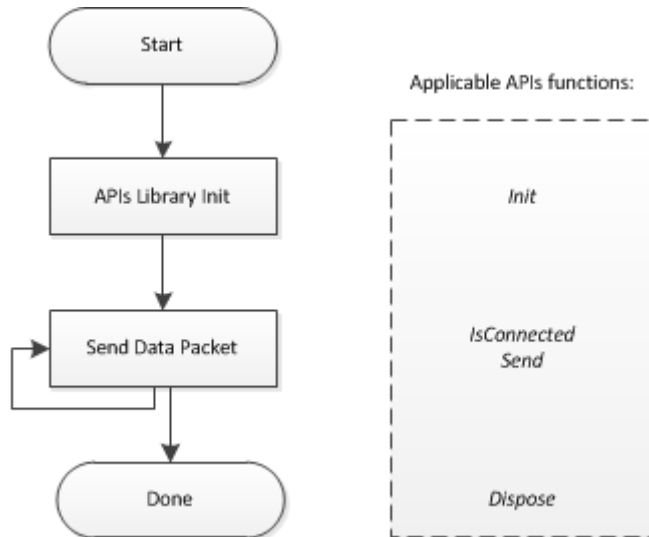 Start
Applicable APIs functions:
APIs Library Init
Init
Send Data Packet
IsConnected
Send
Done
Dispose